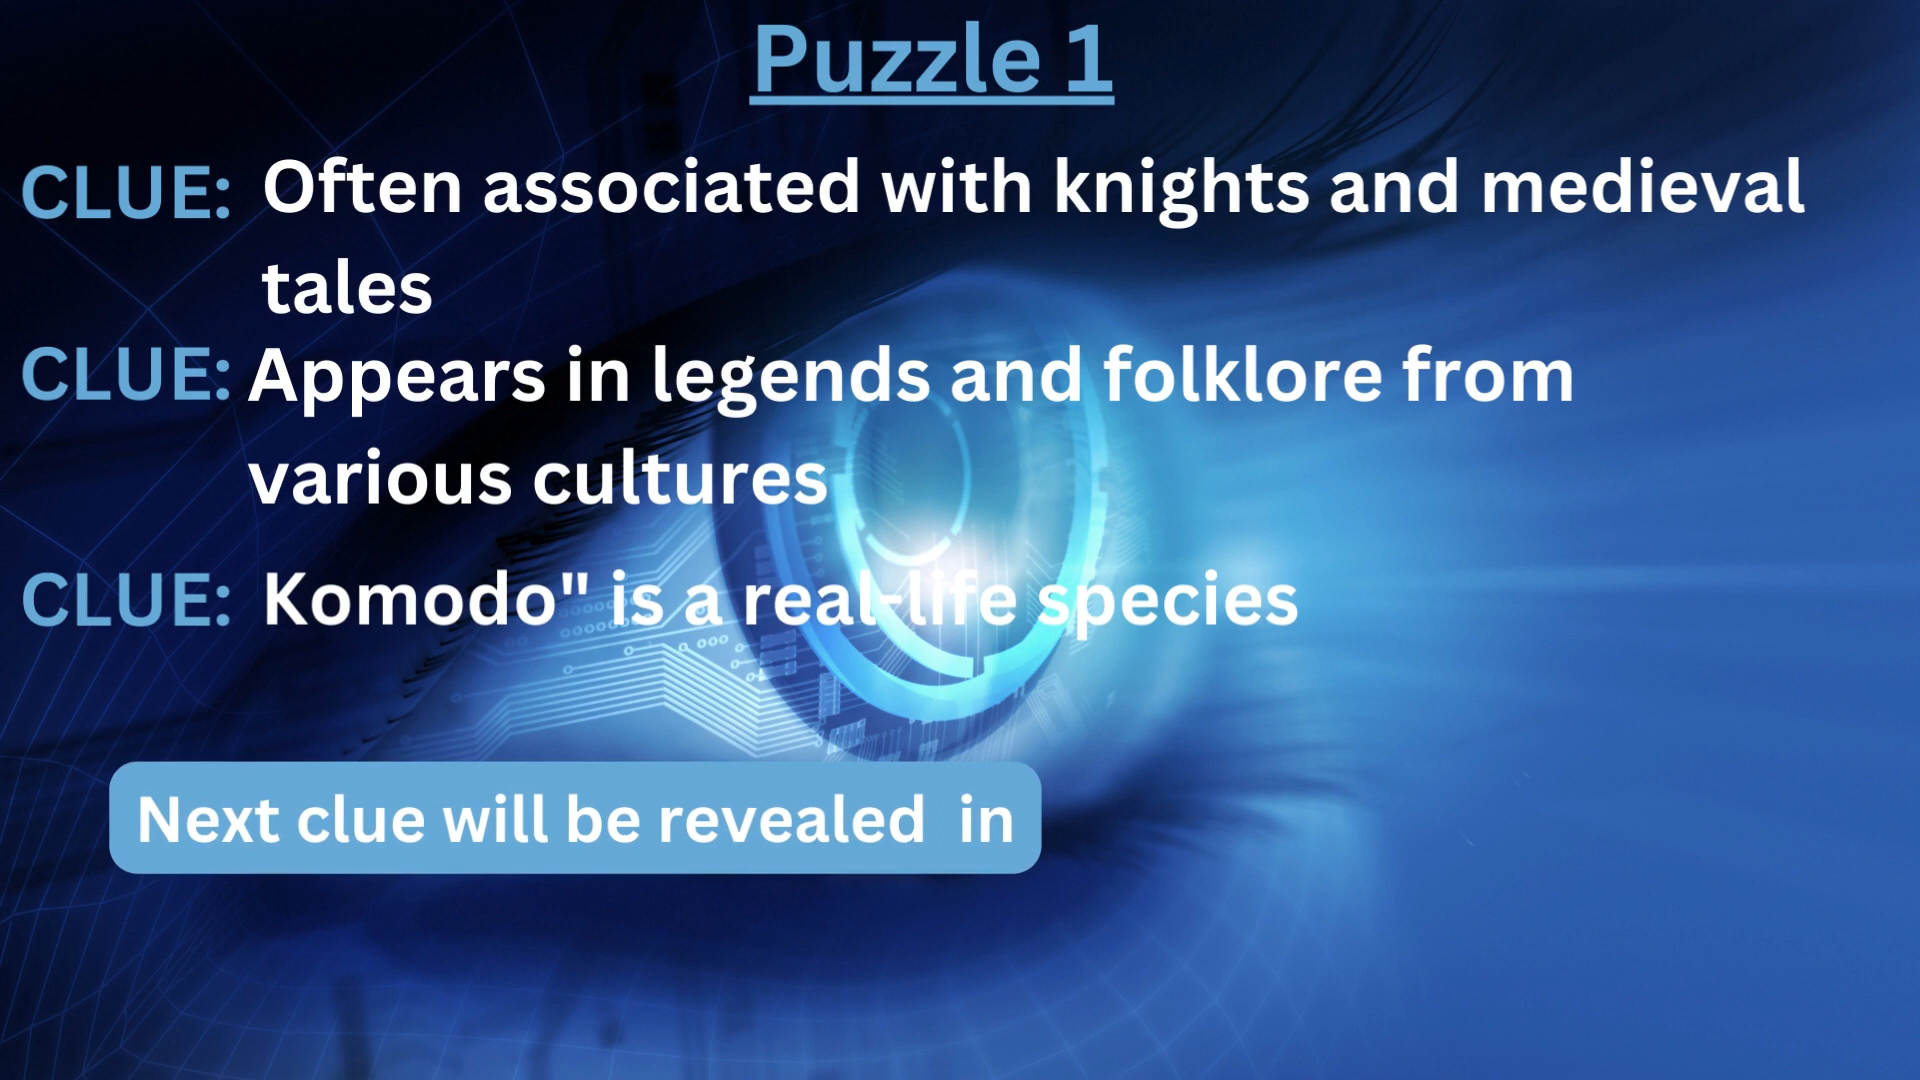 Puzzle 1
CLUE: Often associated with knights and medieval
tales
CLUE: Appears in legends and folklore from
various cultures
CLUE: Komodo" is a real-life species
Next clue will be revealed in